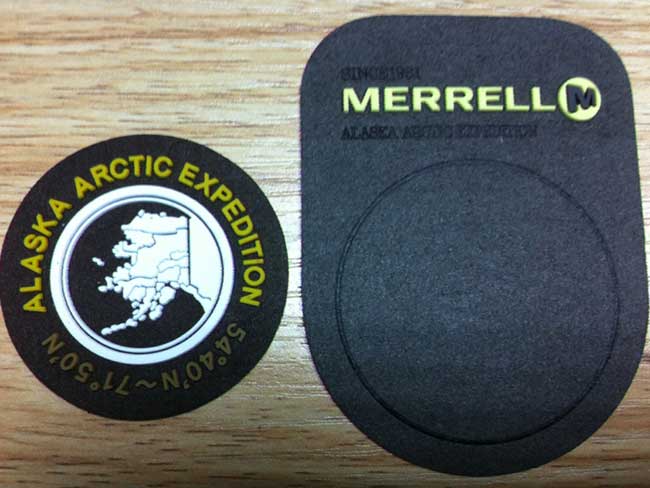 ALASKA ARCTIC EXPEDITION
54°40'N~71°50'N
SINCE1981
MERRELL M
ALASKA ARCTIC EXPEDITION